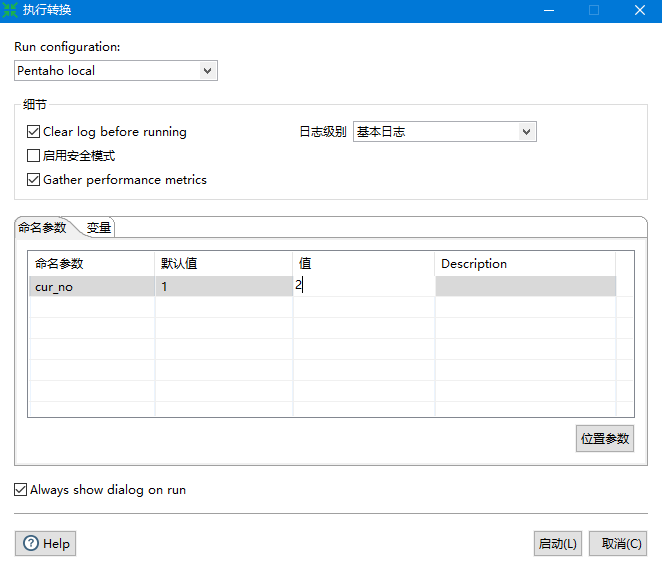 执行转换
Run configuration:
Pentaho local
细节
Clear log before running 日志级别 基本日志
启用安全模式
Gather performance metrics
命名参数 变量
命名参数 默认值 值 Description
cur_no 1 2
位置参数
Always show dialog on run
Help 启动(L) 取消(C)